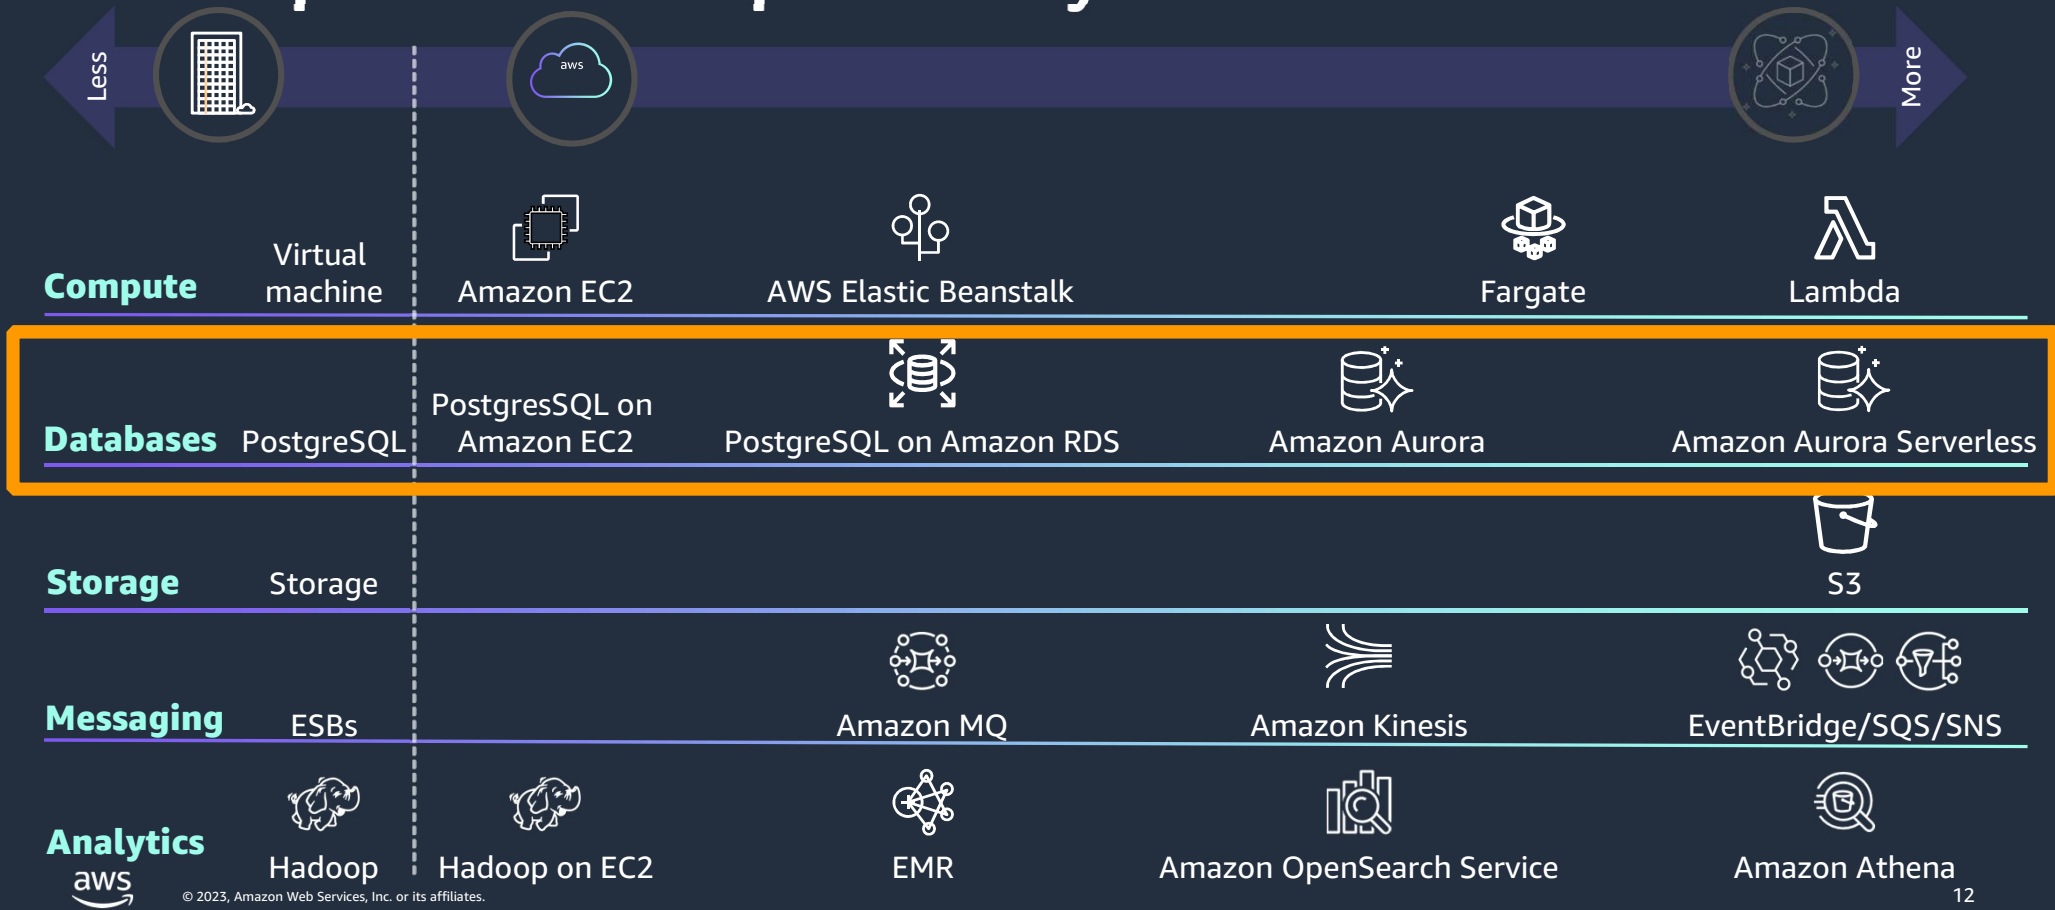 Less
aws
More
Virtual
machine
Compute
Amazon EC2
AWS Elastic Beanstalk
Fargate
Lambda
PostgresSQL on
Amazon EC2
Databases
PostgreSQL
PostgreSQL on Amazon RDS
Amazon Aurora
Amazon Aurora Serverless
Storage
Storage
S3
Messaging
ESBs
Amazon MQ
Amazon Kinesis
EventBridge/SQS/SNS
Analytics
Hadoop
Hadoop on EC2
EMR
Amazon OpenSearch Service
Amazon Athena
aws
© 2023, Amazon Web Services, Inc. or its affiliates.
12